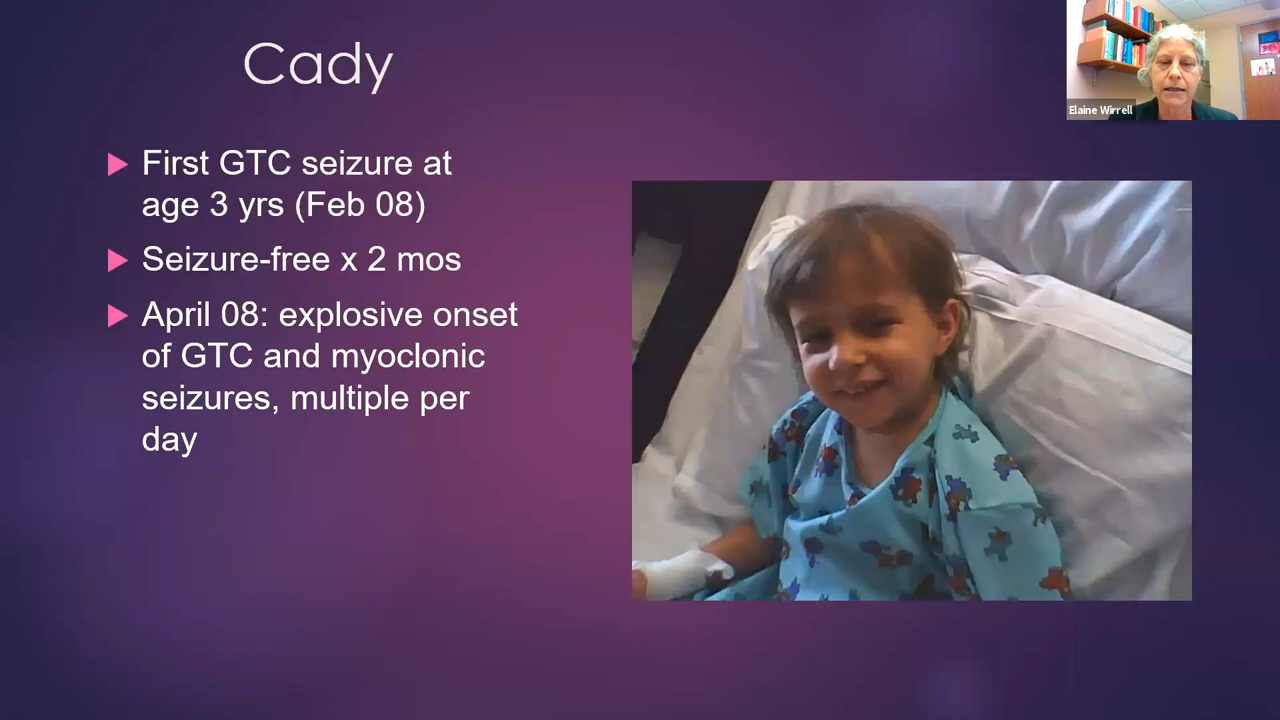 Cady
Elaine Wirrell
First GTC seizure at
age 3 yrs (Feb 08)
Seizure-free x 2 mos
April 08: explosive onset
of GTC and myoclonic
seizures, multiple per
day